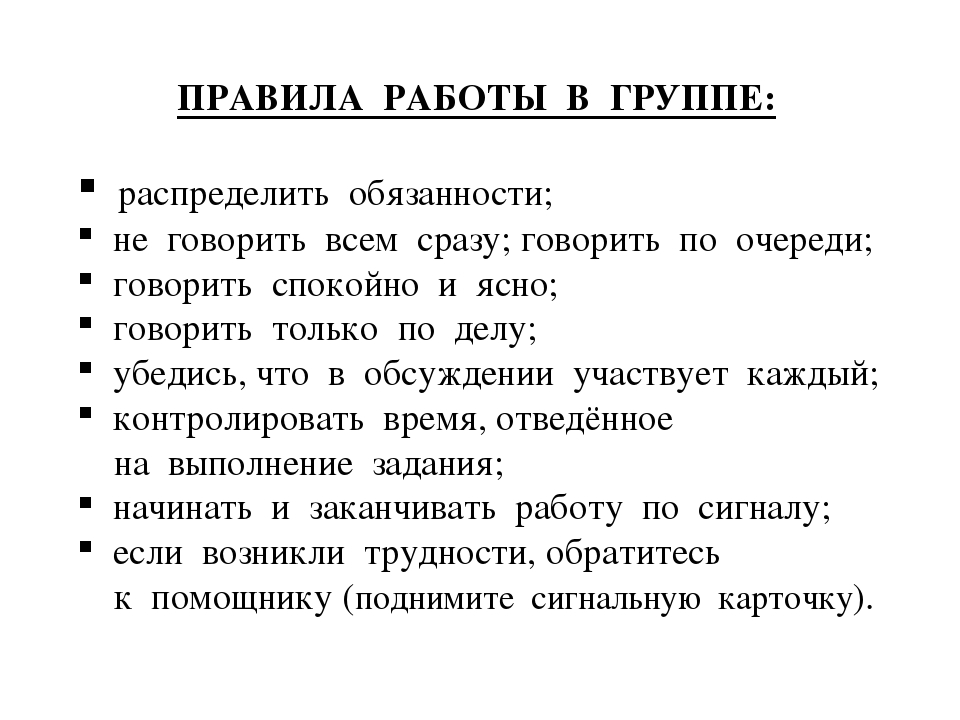 ПРАВИЛА РАБОТЫ В ГРУППЕ:
▪ распределить обязанности;
▪ не говорить всем сразу; говорить по очереди;
▪ говорить спокойно и ясно;
▪ говорить только по делу;
▪ убедись, что в обсуждении участвует каждый;
▪ контролировать время, отведённое
на выполнение задания;
▪ начинать и заканчивать работу по сигналу;
▪ если возникли трудности, обратитесь
к помощнику (поднимите сигнальную карточку).